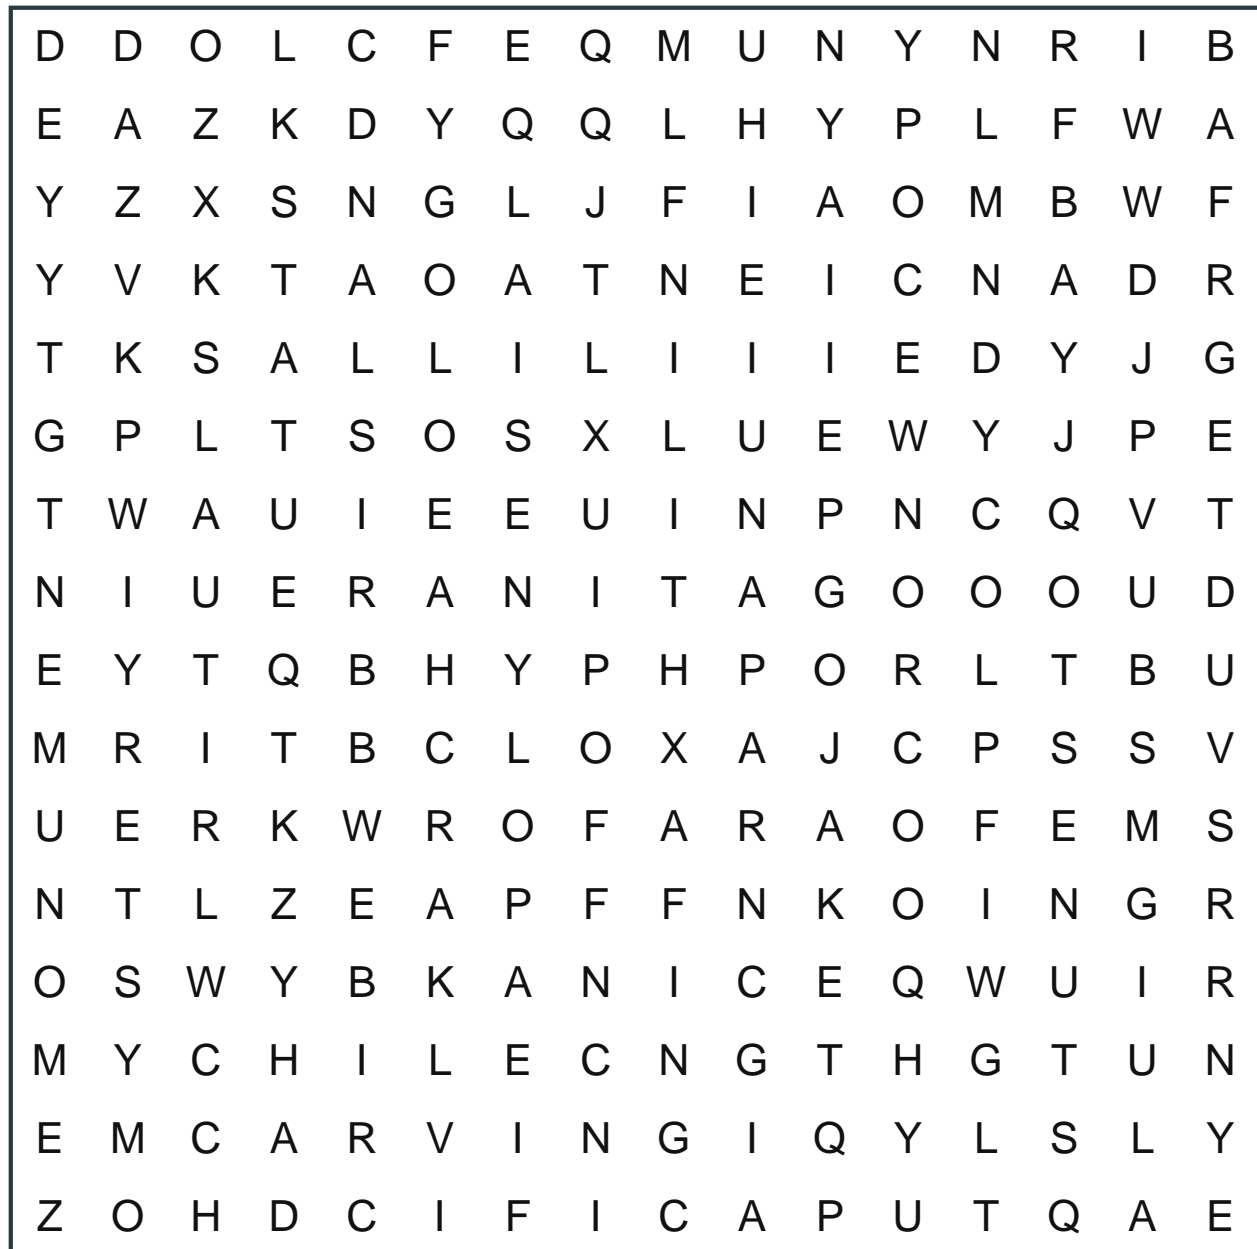 D D O L C F E Q M U N Y N R I B
E A Z K D Y Q Q L H Y P L F W A
Y Z X S N G L J F I A O M B W F
Y V K T A O A T N E I C N A D R
T K S A L L I L I I I E D Y J G
G P L T S O S X L U E W Y J P E
T W A U I E E U I N P N C Q V T
N I U E R A N I T A G O O O U D
E Y T Q B H Y P H P O R L T B U
M R I T B C L O X A J C P S S V
U E R K W R O F A R A O F E M S
N T L Z E A P F F N K O I N G R
O S W Y B K A N I C E Q W U I R
M Y C H I L E C N G T H G T U N
E M C A R V I N G I Q Y L S L Y
Z O H D C I F I C A P U T Q A E